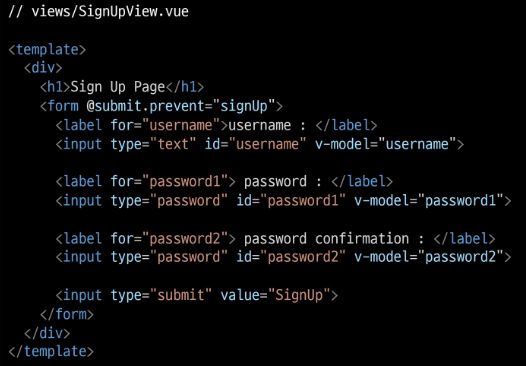 // views/SignUpView.vue
<template>
<div>
<h1>Sign Up Page</h1>
<form @submit.prevent="signUp">
<label for="username">username : </label>
<input type="text" id="username" v-model="username">
<label for="password1"> password : </label>
<input type="password" id="password1" v-model="password1">
<label for="password2"> password confirmation : </label>
<input type="password" id="password2" v-model="password2">
<input type="submit" value="SignUp">
</form>
</div>
</template>